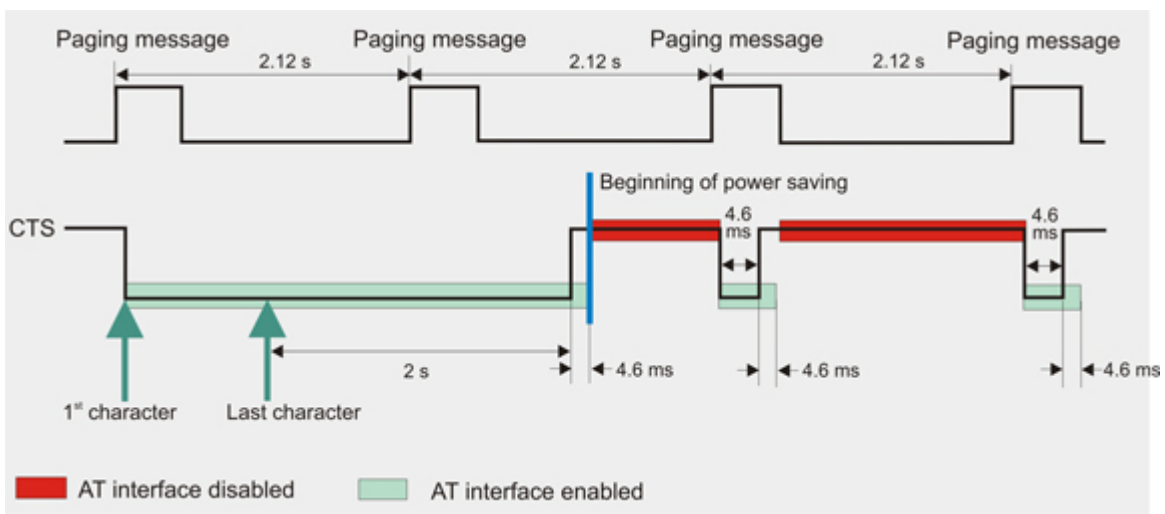 Paging message Paging message Paging message Paging message
2.12 s 2.12 s 2.12 s
Beginning of power saving
CTS
4.6
ms
4.6
ms
2 s
4.6 ms
4.6 ms
4.6 ms
1st character
Last character
AT interface disabled
AT interface enabled